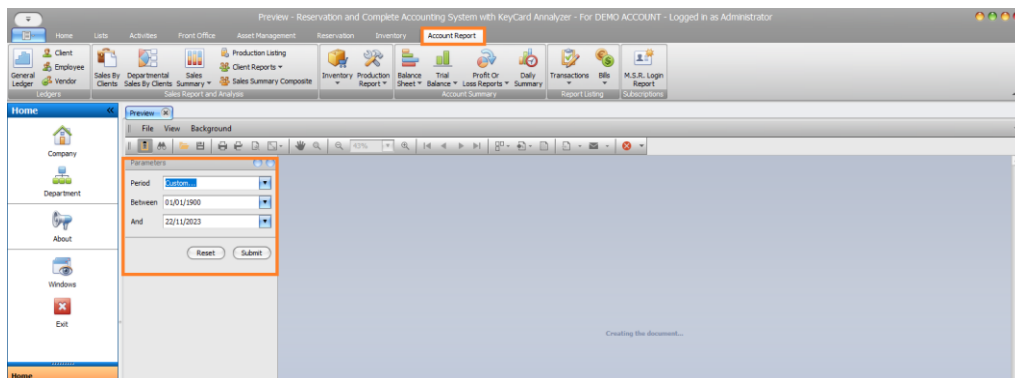 Preview - Reservation and Complete Accounting System with KeyCard Annalyzer - For DEMO ACCOUNT - Logged in as Administrator
Home Lists Activities Front Office Asset Management Reservation Inventory Account Report
General Ledger
Client
Employee
Vendor
Ledgers
Sales By Clients
Departmental Sales By Clients
Sales Summary
Production Listing
Client Reports
Sales Summary Composite
Sales Report and Analysis
Inventory
Production Report
Balance Sheet
Trial Balance
Profit Or Loss Reports
Daily Summary
Account Summary
Transactions
Bills
Report Listing
M.S.R. Login Report
Subscriptions
Home
Company
Department
About
Windows
Exit
Home
Preview
File View Background
43%
Parameters
Period Custom...
Between 01/01/1900
And 22/11/2023
Reset Submit
Creating the document...